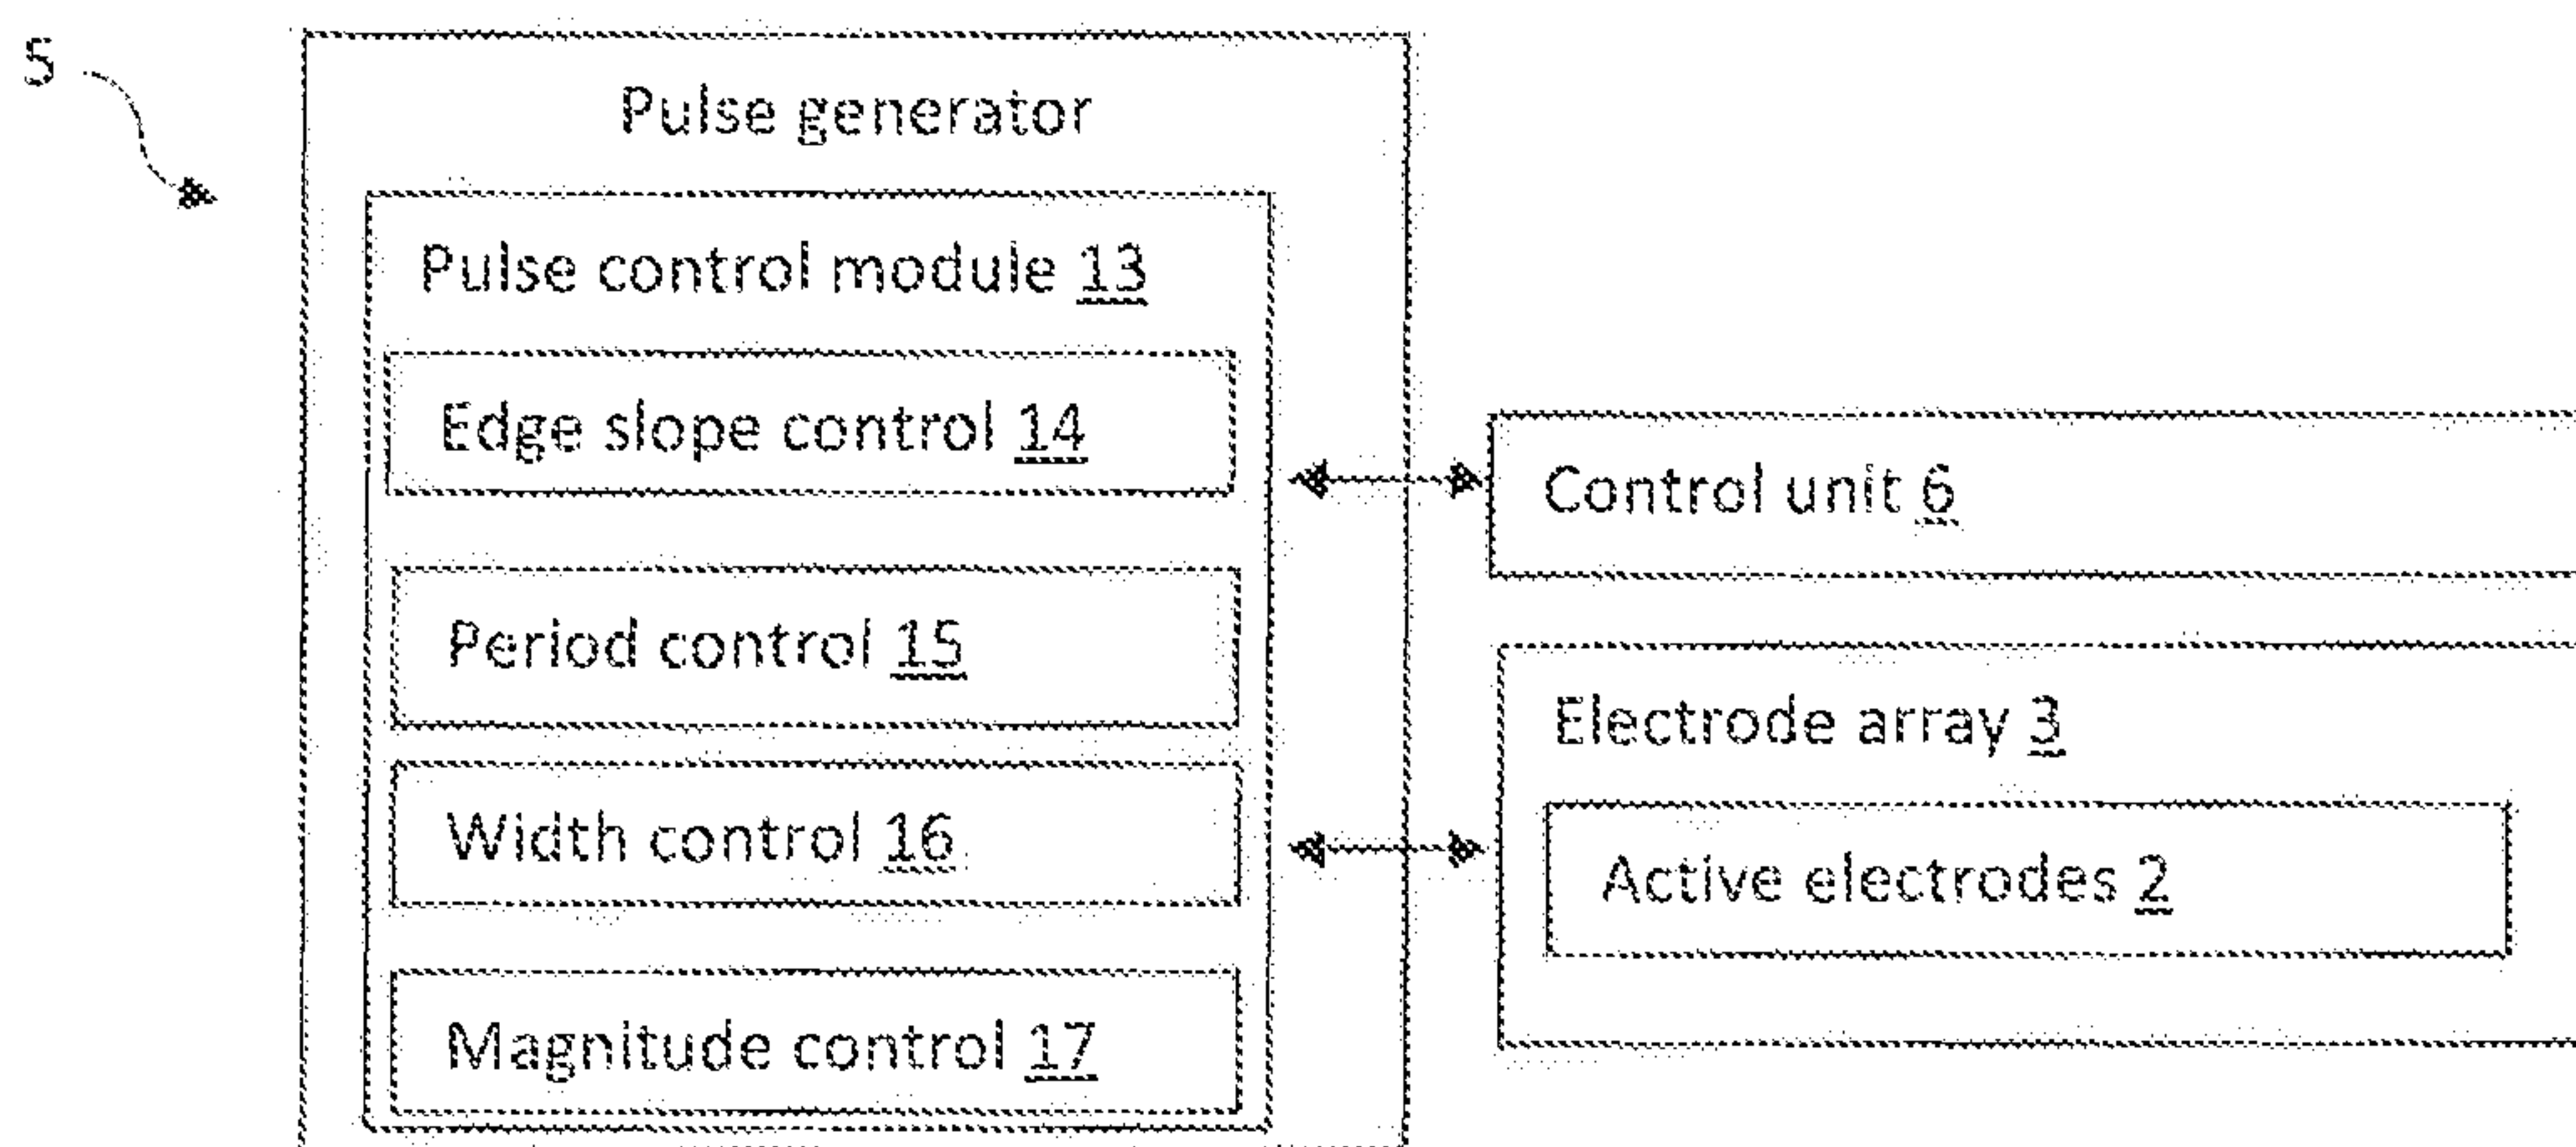 5
Pulse generator
Pulse control module 13
Edge slope control 14
Period control 15
Width control 16
Magnitude control 17
Control unit 6
Electrode array 3
Active electrodes 2